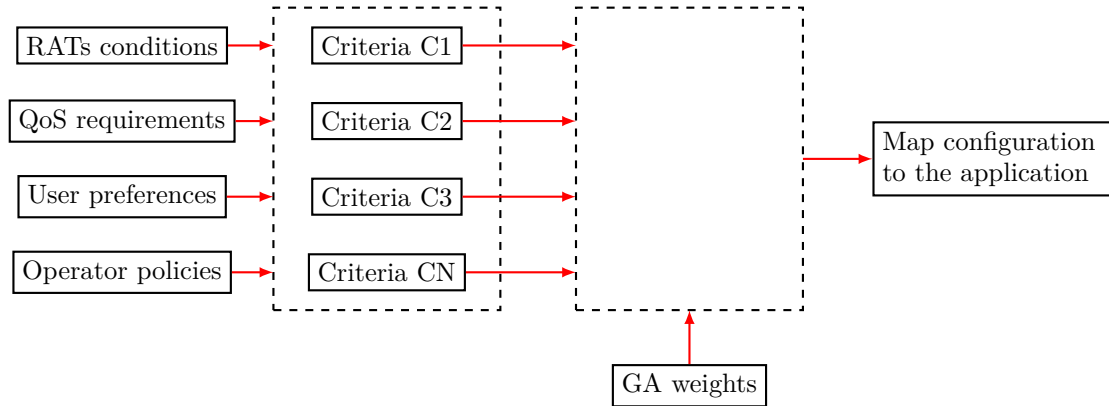 RATs conditions
Criteria C1
QoS requirements
Criteria C2
Map configuration
to the application
User preferences
Criteria C3
Operator policies
Criteria CN
GA weights